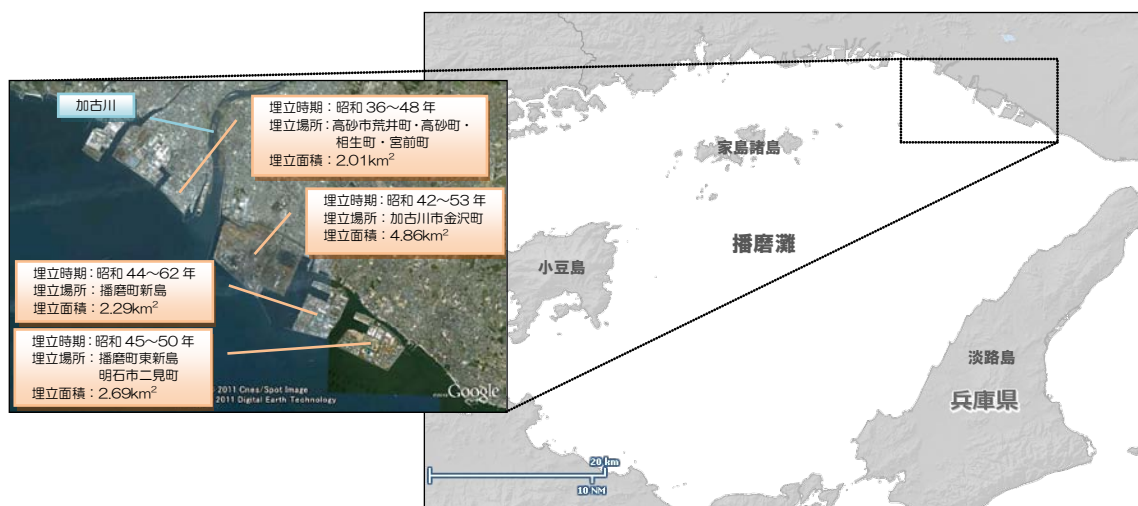 加古川
埋立時期：昭和 36～48 年
埋立場所：高砂市荒井町・高砂町・
相生町・宮前町
埋立面積：2.01km²
埋立時期：昭和 42～53 年
埋立場所：加古川市金沢町
埋立面積：4.86km²
埋立時期：昭和 44～62 年
埋立場所：播磨町新島
埋立面積：2.29km²
埋立時期：昭和 45～50 年
埋立場所：播磨町東新島
明石市二見町
埋立面積：2.69km²
2011 Cnes/Spot Image
2011 Digital Earth Technology
Google
家島諸島
播磨灘
小豆島
淡路島
兵庫県
20 km
10 NM